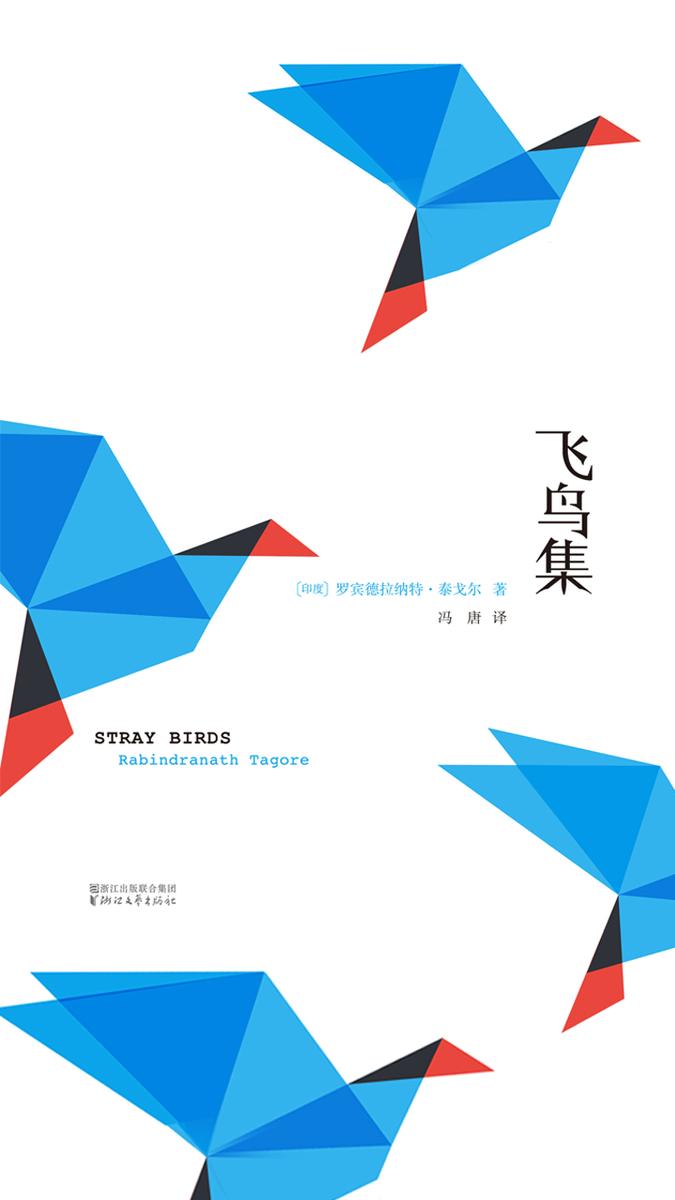 飞鸟集
[印度] 罗宾德拉纳特·泰戈尔 著
冯 唐 译
STRAY BIRDS
Rabindranath Tagore
浙江出版联合集团
浙江文艺出版社